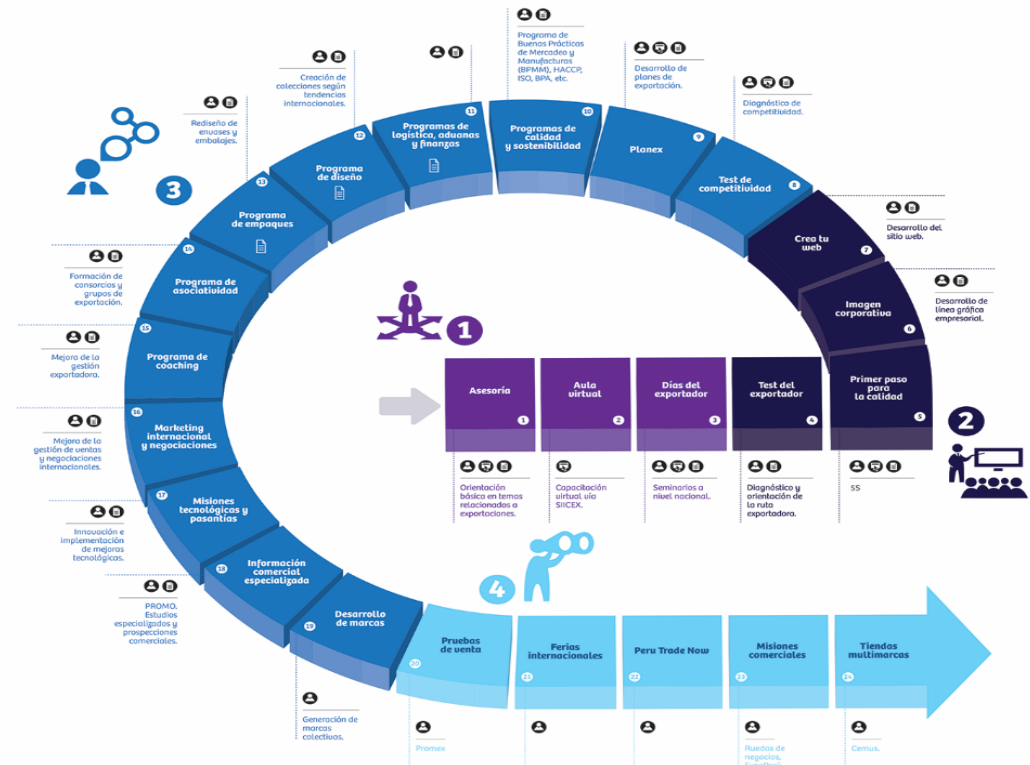 1
Asesoría
1
Orientación
básica en temas
relacionados a
exportaciones.
Aula
virtual
2
Capacitación
virtual vía
SIICEX.
Días del
exportador
3
Seminarios a
nivel nacional.
Test del
exportador
4
Diagnóstico y
orientación de
la ruta
exportadora.
2
Primer paso
para
la calidad
5
SS
Imagen
corporativa
6
Desarrollo de
línea gráfica
empresarial.
Crea tu
web
7
Desarrollo del
sitio web.
3
Test de
competitividad
8
Diagnóstico de
competitividad.
Planex
9
Desarrollo de
planes de
exportación.
Programas de
calidad
y sostenibilidad
10
Programa de
Buenas Prácticas
de Mercadeo y
Manufacturas
(BPMM), HACCP,
ISO, BPA, etc.
Programas de
logística, aduanas
y finanzas
11
Programa
de diseño
12
Creación de
colecciones según
tendencias
internacionales.
Programa
de empaques
13
Rediseño de
envases y
embalajes.
Programa de
asociatividad
14
Formación de
consorcios y
grupos de
exportación.
Programa de
coaching
15
Mejora de la
gestión
exportadora.
Marketing
internacional
y negociaciones
16
Mejora de la
gestión de ventas
y negociaciones
internacionales.
Misiones
tecnológicas y
pasantías
17
Innovación e
implementación
de mejoras
tecnológicas.
Información
comercial
especializada
18
PROMO.
Estudios
especializados y
prospecciones
comerciales.
Desarrollo
de marcas
19
Generación de
marcas
colectivas.
4
Pruebas
de venta
20
Promex
Ferias
internacionales
21
Peru Trade Now
22
Misiones
comerciales
23
Ruedas de
negocios,
Tiendas
multimarcas
24
Cemus.